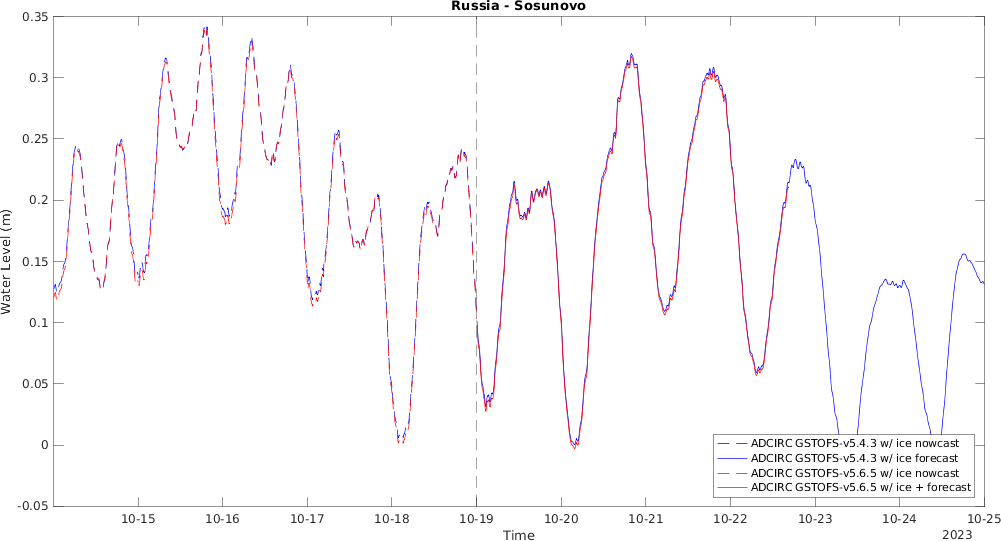 Russia - Sosunovo
0.35
0.3
0.25
0.2
0.15
0.1
0.05
0
-0.05
Water Level (m)
10-15 10-16 10-17 10-18 10-19 10-20 10-21 10-22 10-23 10-24 10-25
Time
2023
ADCIRC GSTOFS-v5.4.3 w/ ice nowcast
ADCIRC GSTOFS-v5.4.3 w/ ice forecast
ADCIRC GSTOFS-v5.6.5 w/ ice nowcast
ADCIRC GSTOFS-v5.6.5 w/ ice + forecast